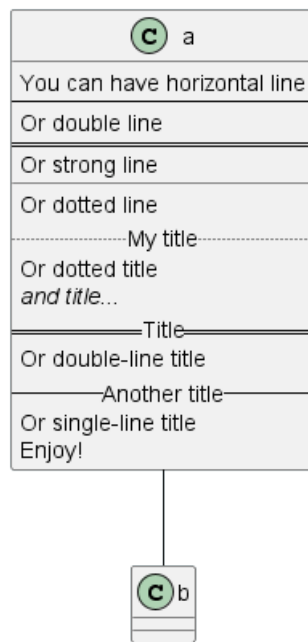 C a
You can have horizontal line
Or double line
Or strong line
Or dotted line
My title
Or dotted title
and title...
Title
Or double-line title
Another title
Or single-line title
Enjoy!
C b